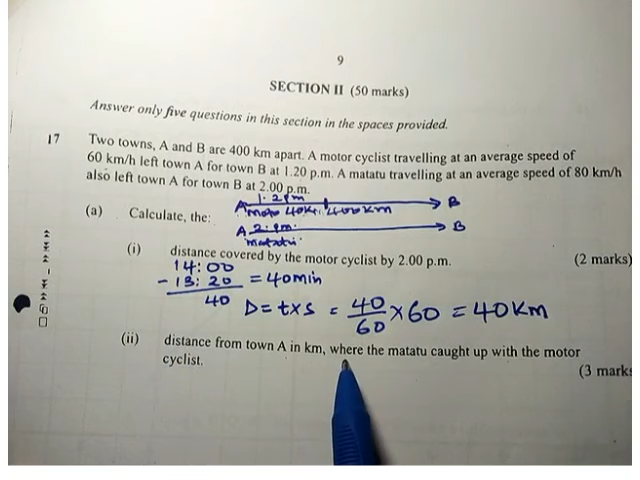 9
SECTION II (50 marks)
Answer only five questions in this section in the spaces provided.
17 Two towns, A and B are 400 km apart. A motor cyclist travelling at an average speed of
60 km/h left town A for town B at 1.20 p.m. A matatu travelling at an average speed of 80 km/h
also left town A for town B at 2.00 p.m.
(a) Calculate, the:
1.2pm
A B
moto 40K 400Km
A 2.pm. B
matatu
(i) distance covered by the motor cyclist by 2.00 p.m. (2 marks)
14:00
- 13:20 = 40min
40 D = t x s = 40/60 x 60 = 40Km
(ii) distance from town A in km, where the matatu caught up with the motor
cyclist. (3 marks